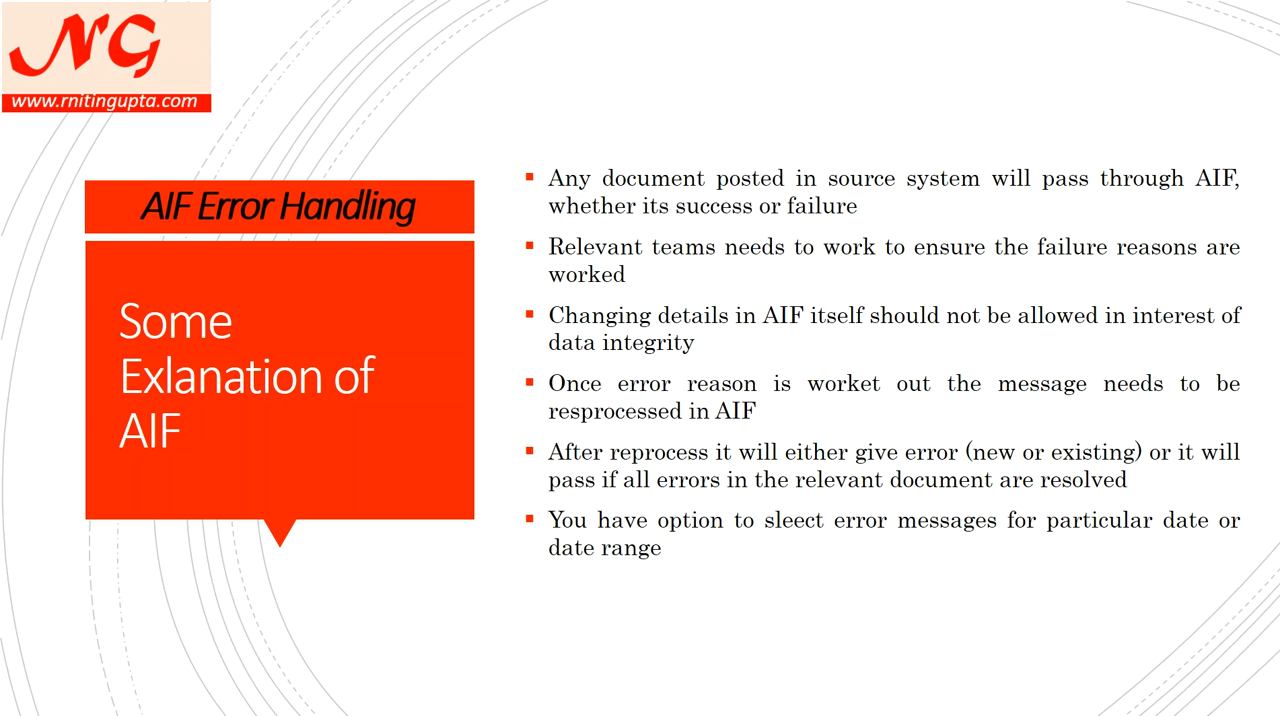 NG
www.rnitingupta.com
AIF Error Handling
Some
Exlanation of
AIF
Any document posted in source system will pass through AIF,
whether its success or failure
Relevant teams needs to work to ensure the failure reasons are
worked
Changing details in AIF itself should not be allowed in interest of
data integrity
Once error reason is worket out the message needs to be
resprocessed in AIF
After reprocess it will either give error (new or existing) or it will
pass if all errors in the relevant document are resolved
You have option to sleect error messages for particular date or
date range